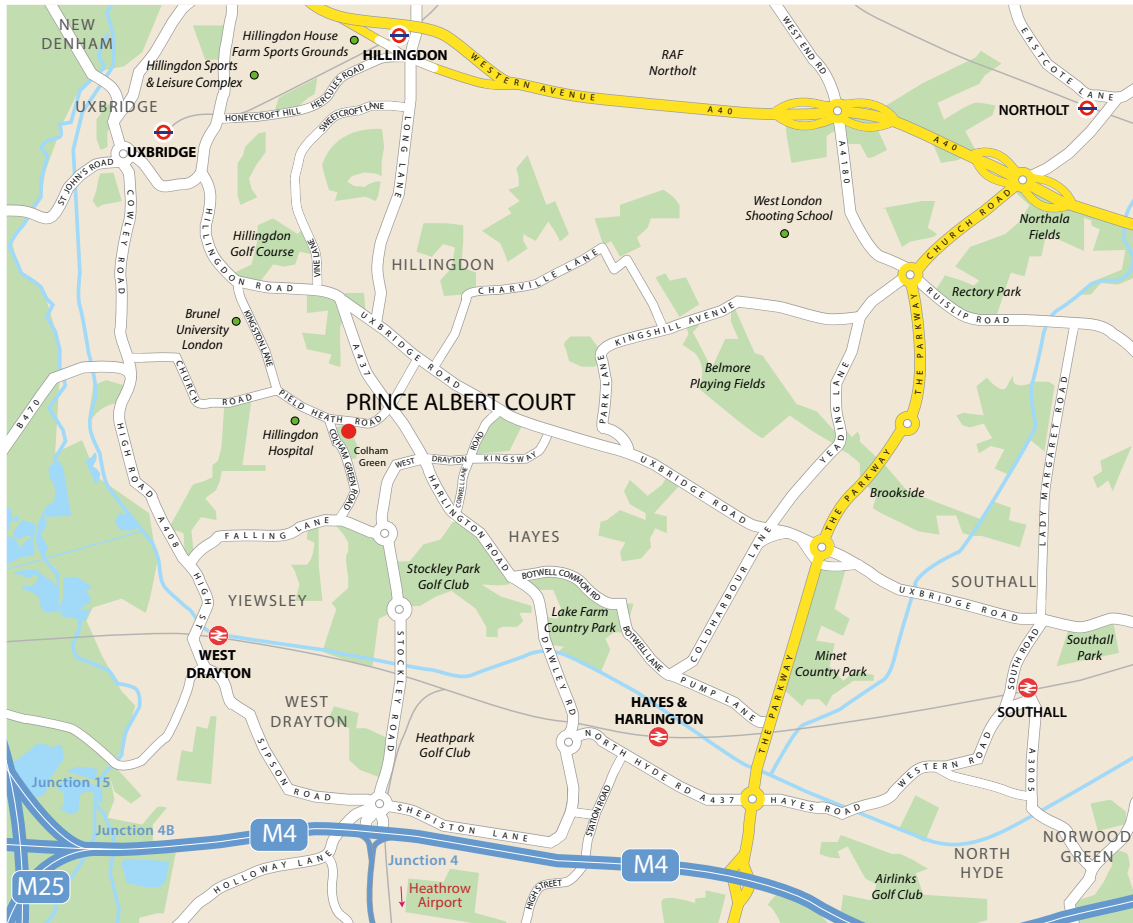 NEW
DENHAM
Hillingdon House
Farm Sports Grounds
HILLINGDON
Hillingdon Sports
& Leisure Complex
HERCULES ROAD
HONEYCROFT HILL
SWEETCROFT LANE
UXBRIDGE
UXBRIDGE
ST JOHN'S ROAD
COWLEY ROAD
HILLINGDON ROAD
LONG LANE
VINE LANE
WESTERN AVENUE
A40
RAF
Northolt
WEST END RD
A4180
EASTCOTE LANE
NORTHOLT
A40
West London
Shooting School
CHURCH ROAD
Northala
Fields
Hillingdon
Golf Course
HILLINGDON
CHARVILLE LANE
Rectory Park
RUISLIP ROAD
Brunel
University
London
KINGSTON LANE
UXBRIDGE ROAD
A437
KINGSHILL AVENUE
THE PARKWAY
Belmore
Playing Fields
PARK LANE
YEADING LANE
LADY MARGARET ROAD
CHURCH ROAD
B470
PIELD HEATH ROAD
PRINCE ALBERT COURT
Hillingdon
Hospital
Colham
Green
COLHAM GREEN ROAD
WEST DRAYTON
KINGSWAY
CORWELL LANE
ROAD
HARLINGTON ROAD
UXBRIDGE ROAD
THE PARKWAY
Brookside
HIGH ROAD
A408
FALLING LANE
HAYES
HIGH ST
YIEWSLEY
Stockley Park
Golf Club
BOTWELL COMMON RD
Lake Farm
Country Park
BOTWELL LANE
COLDHARBOUR LANE
SOUTHALL
UXBRIDGE ROAD
Southall
Park
SOUTH ROAD
Minet
Country Park
WEST
DRAYTON
STOCKLEY ROAD
DAWLEY RD
PUMP LANE
THE PARKWAY
HAYES &
HARLINGTON
SOUTHALL
WEST
DRAYTON
SIPSON ROAD
Heathpark
Golf Club
NORTH HYDE RD A437
HAYES ROAD
WESTERN ROAD
A3005
Junction 15
Junction 4B
M4
SHEPISTON LANE
STATION ROAD
Junction 4
M4
NORWOOD
GREEN
NORTH
HYDE
M25
HOLLOWAY LANE
Heathrow
Airport
HIGH STREET
Airlinks
Golf Club